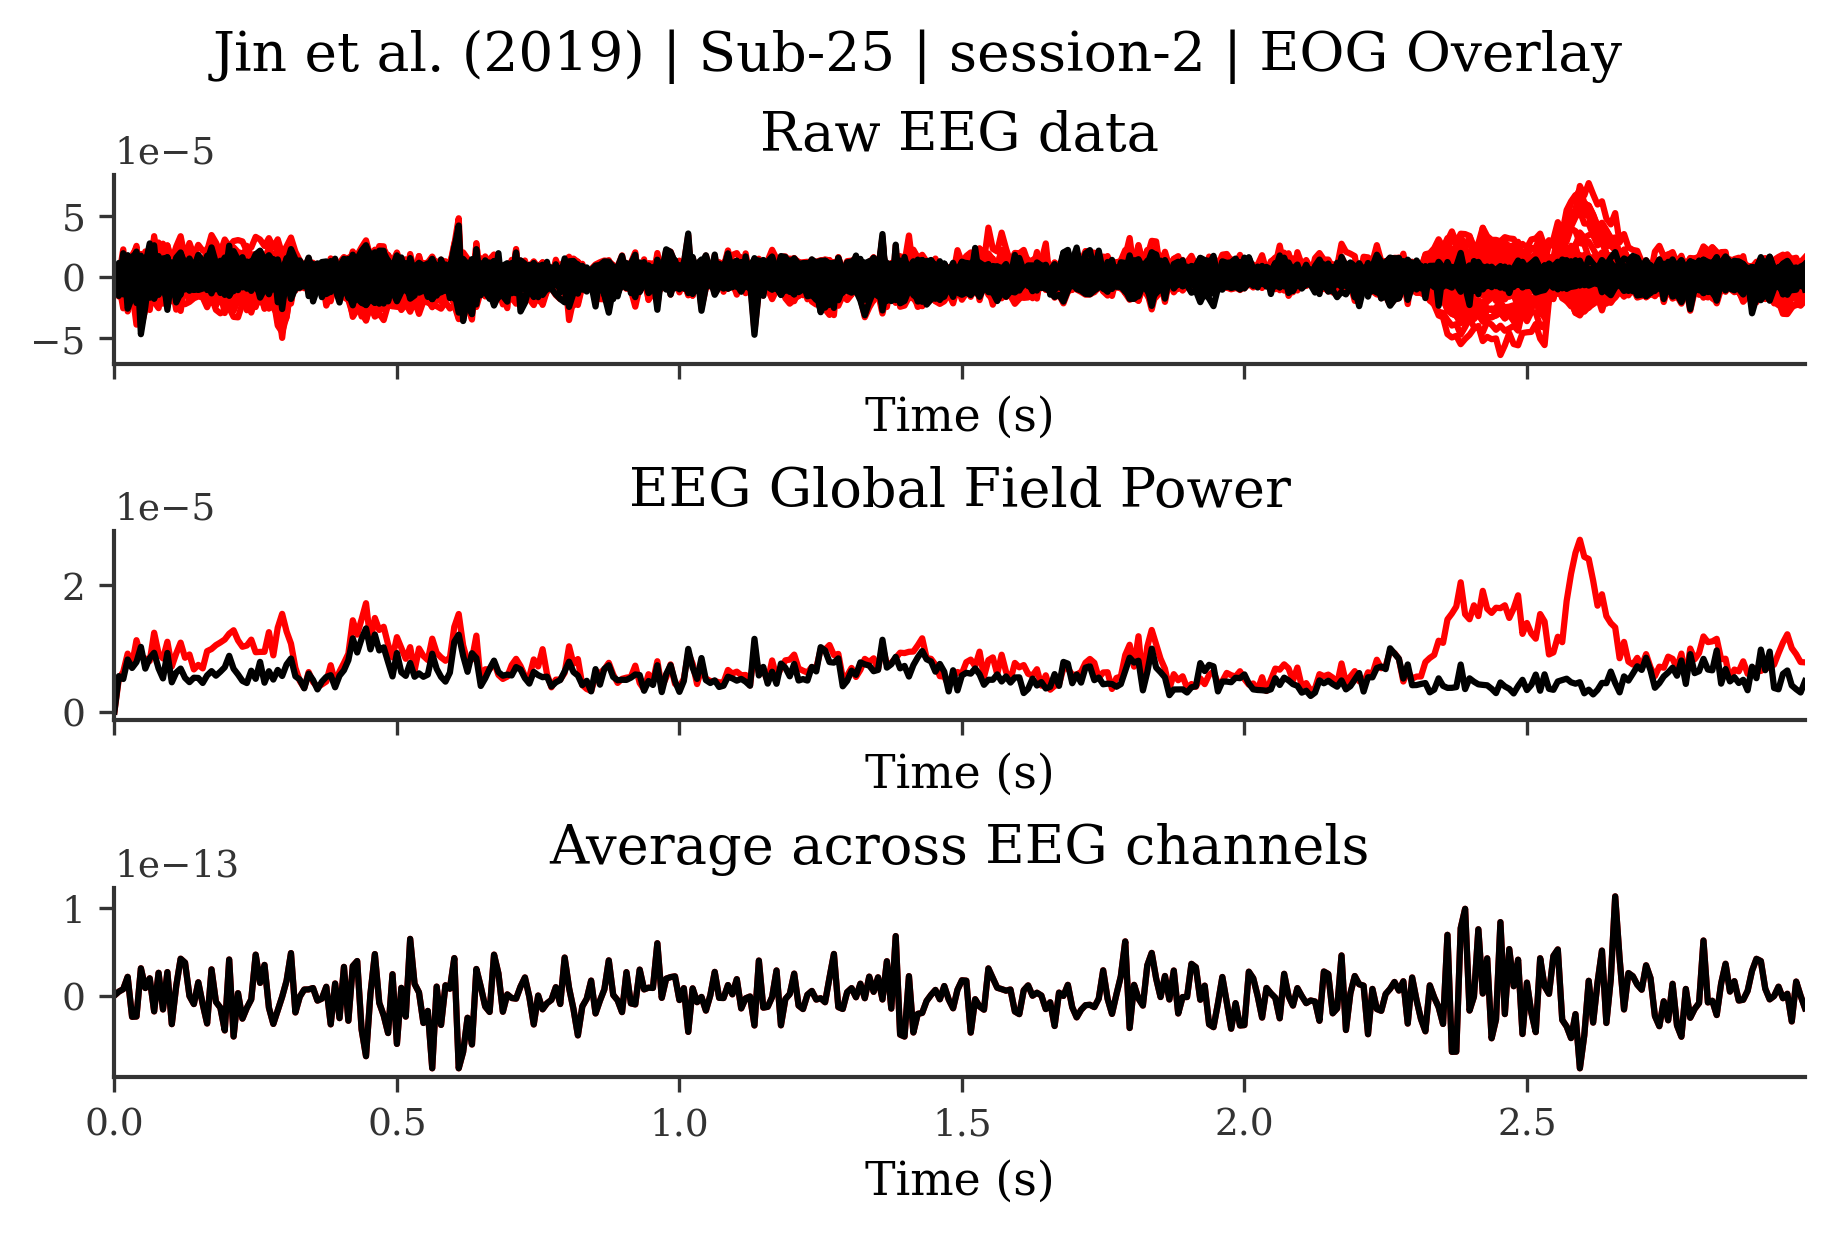 Jin et al. (2019) | Sub-25 | session-2 | EOG Overlay
Raw EEG data
1e−5
5
0
−5
Time (s)
EEG Global Field Power
1e−5
2
0
Time (s)
Average across EEG channels
1e−13
1
0
0.0 0.5 1.0 1.5 2.0 2.5
Time (s)